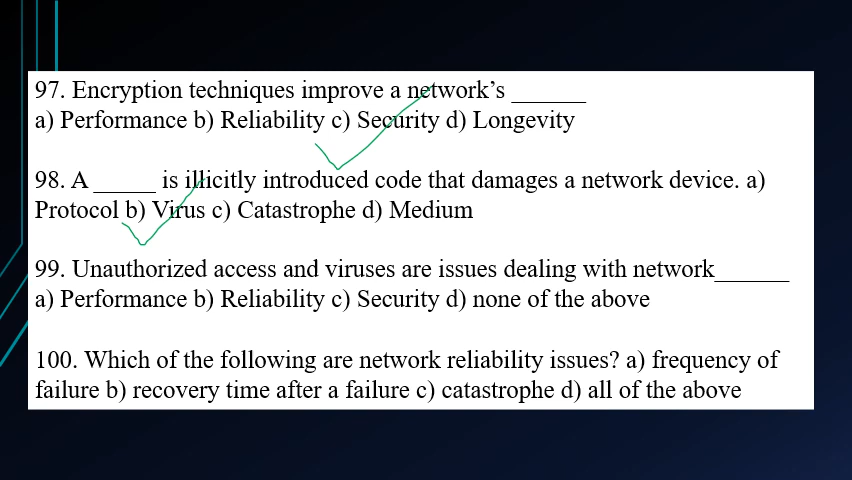 97. Encryption techniques improve a network’s ______
a) Performance b) Reliability c) Security d) Longevity
98. A _____ is illicitly introduced code that damages a network device. a)
Protocol b) Virus c) Catastrophe d) Medium
99. Unauthorized access and viruses are issues dealing with network______
a) Performance b) Reliability c) Security d) none of the above
100. Which of the following are network reliability issues? a) frequency of
failure b) recovery time after a failure c) catastrophe d) all of the above